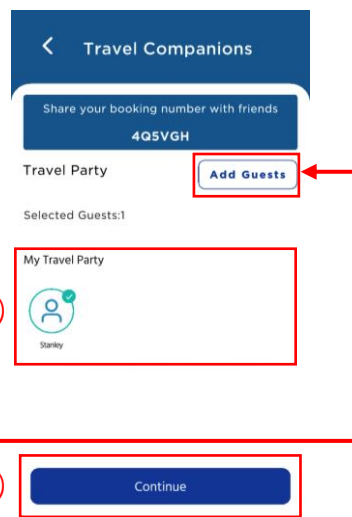 Travel Companions
Share your booking number with friends
4Q5VGH
Travel Party
Add Guests
Selected Guests:1
My Travel Party
Stanley
Continue